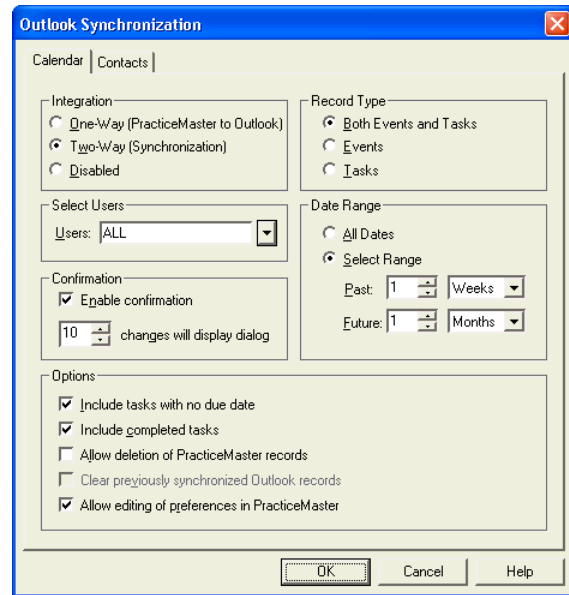 Outlook Synchronization
Calendar
Contacts
Integration
One-Way (PracticeMaster to Outlook)
Two-Way (Synchronization)
Disabled
Record Type
Both Events and Tasks
Events
Tasks
Select Users
Users: ALL
Date Range
All Dates
Select Range
Past: 1 Weeks
Future: 1 Months
Confirmation
Enable confirmation
10 changes will display dialog
Options
Include tasks with no due date
Include completed tasks
Allow deletion of PracticeMaster records
Clear previously synchronized Outlook records
Allow editing of preferences in PracticeMaster
OK
Cancel
Help